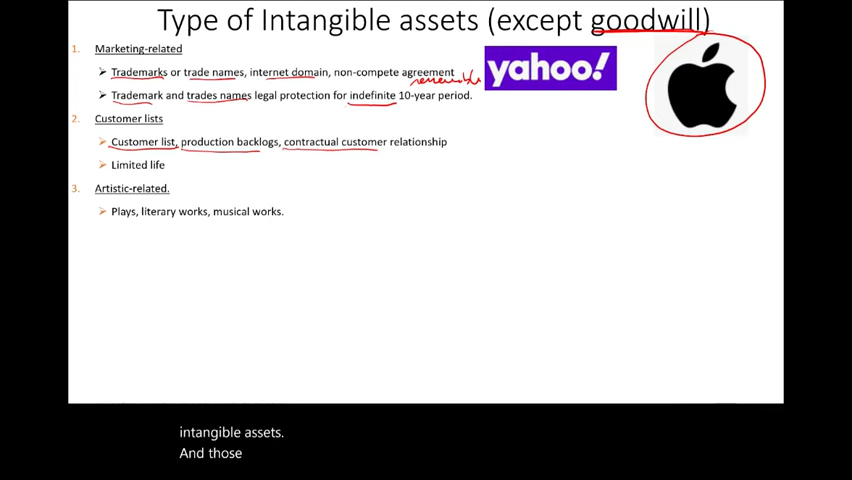 Type of Intangible assets (except goodwill)
1. Marketing-related
➢ Trademarks or trade names, internet domain, non-compete agreement
renewable
yahoo!
➢ Trademark and trades names legal protection for indefinite 10-year period.
2. Customer lists
➢ Customer list, production backlogs, contractual customer relationship
➢ Limited life
3. Artistic-related.
➢ Plays, literary works, musical works.
intangible assets.
And those